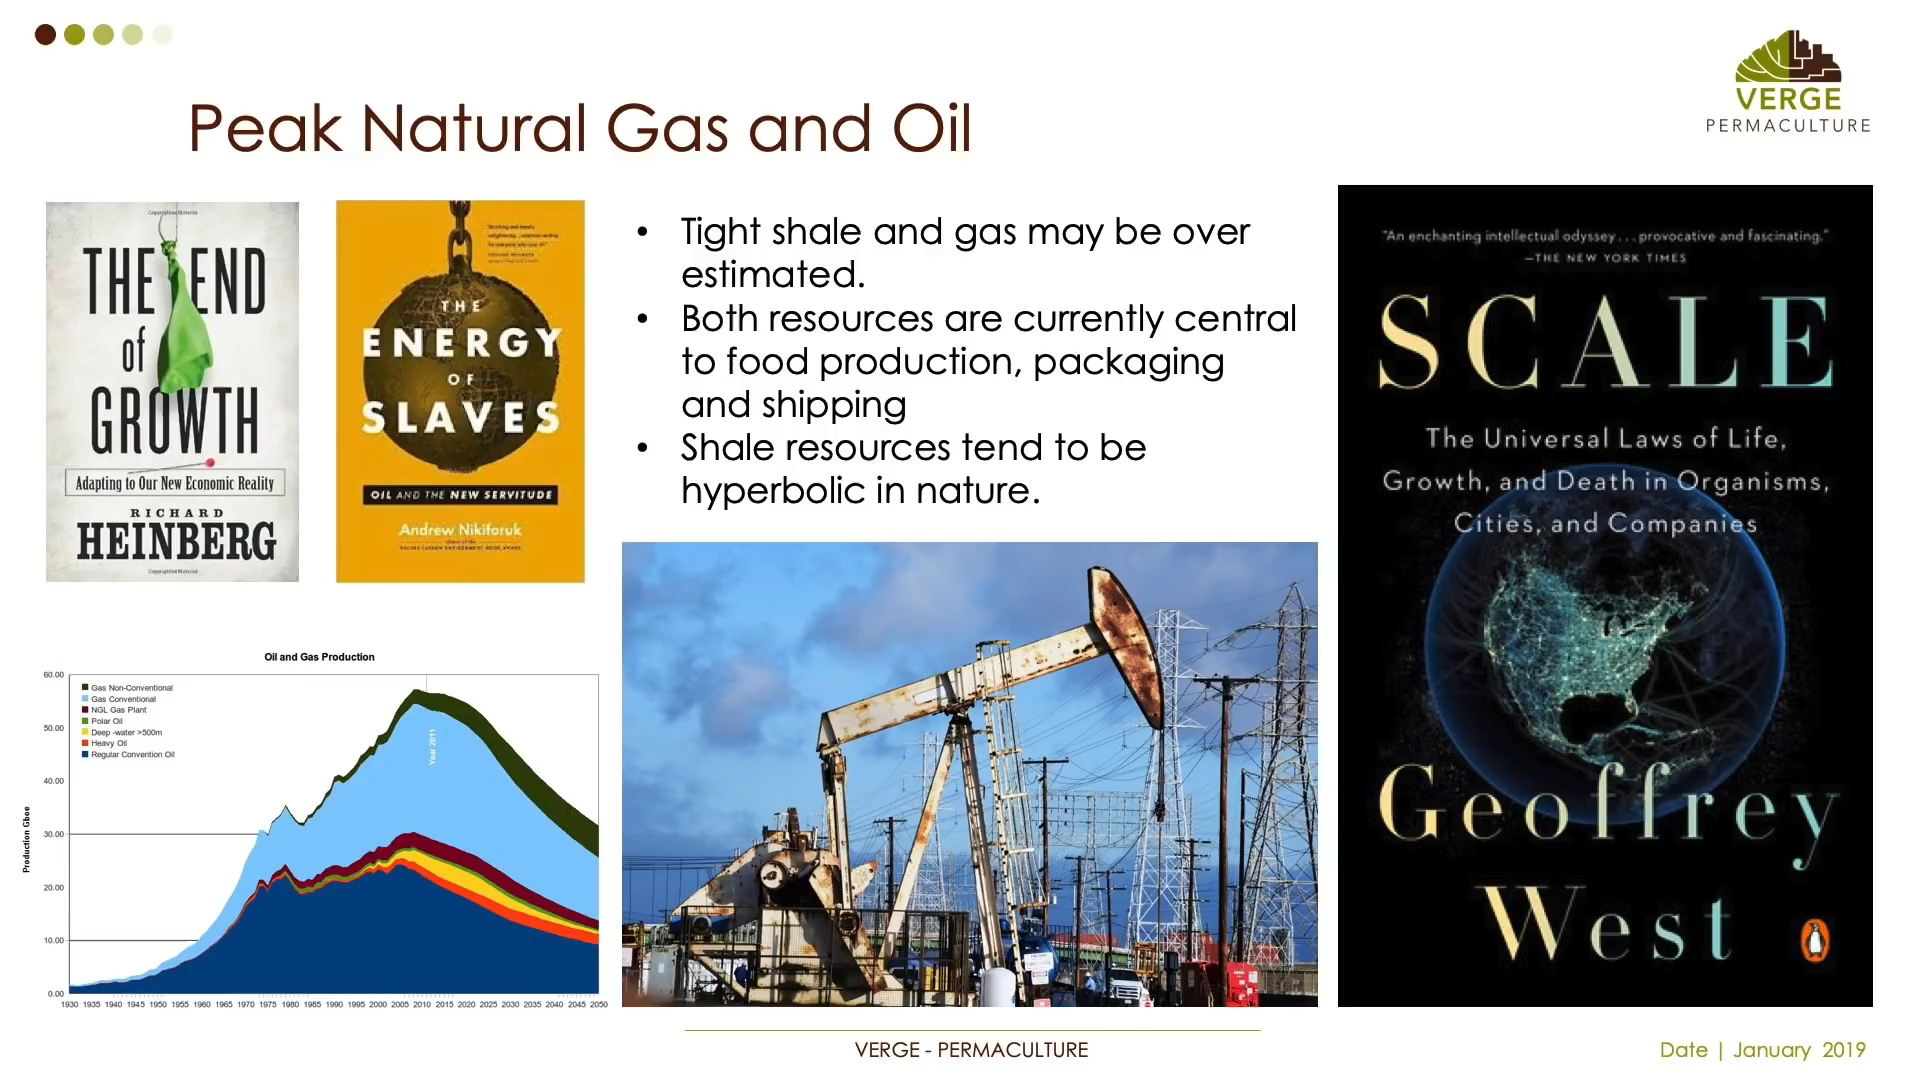 VERGE
PERMACULTURE
Peak Natural Gas and Oil
Copyrighted Material
THE END
of
GROWTH
Adapting to Our New Economic Reality
RICHARD
HEINBERG
Copyrighted Material
THE
ENERGY
OF
SLAVES
OIL AND THE NEW SERVITUDE
Andrew Nikiforuk
• Tight shale and gas may be over
estimated.
• Both resources are currently central
to food production, packaging
and shipping
• Shale resources tend to be
hyperbolic in nature.
"An enchanting intellectual odyssey . . . provocative and fascinating."
—THE NEW YORK TIMES
SCALE
The Universal Laws of Life,
Growth, and Death in Organisms,
Cities, and Companies
Geoffrey
West
Oil and Gas Production
Production Gboe
60.00
50.00
40.00
30.00
20.00
10.00
0.00
Gas Non-Conventional
Gas Conventional
NGL Gas Plant
Polar Oil
Deep -water >500m
Heavy Oil
Regular Convention Oil
Year 2011
1930 1935 1940 1945 1950 1955 1960 1965 1970 1975 1980 1985 1990 1995 2000 2005 2010 2015 2020 2025 2030 2035 2040 2045 2050
VERGE - PERMACULTURE
Date | January 2019